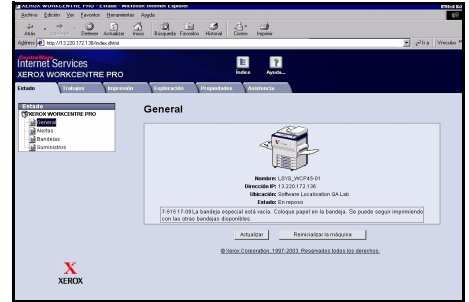 XEROX WORKCENTRE PRO - Estado - Microsoft Internet Explorer
Archivo Edición Ver Favoritos Herramientas Ayuda
Atrás Detener Actualizar Inicio Búsqueda Favoritos Historial Correo Imprimir
http://13.220.172.138/index.dhtml Ir a Vínculos
CentreWare
Internet Services
XEROX WORKCENTRE PRO
Índice Ayuda...
Estado Trabajos Impresión Exploración Propiedades Asistencia
Estado
XEROX WORKCENTRE PRO
General
Alertas
Bandejas
Suministros
General
Nombre: LSYS_WCP45-01
Dirección IP: 13.220.172.136
Ubicación: Software Localisation QA Lab
Estado: En reposo
7-515 17-09 La bandeja especial está vacía. Coloque papel en la bandeja. Se puede seguir imprimiendo
con las otras bandejas disponibles.
Actualizar Reinicializar la máquina
© Xerox Corporation, 1997-2003. Reservados todos los derechos.
X
XEROX